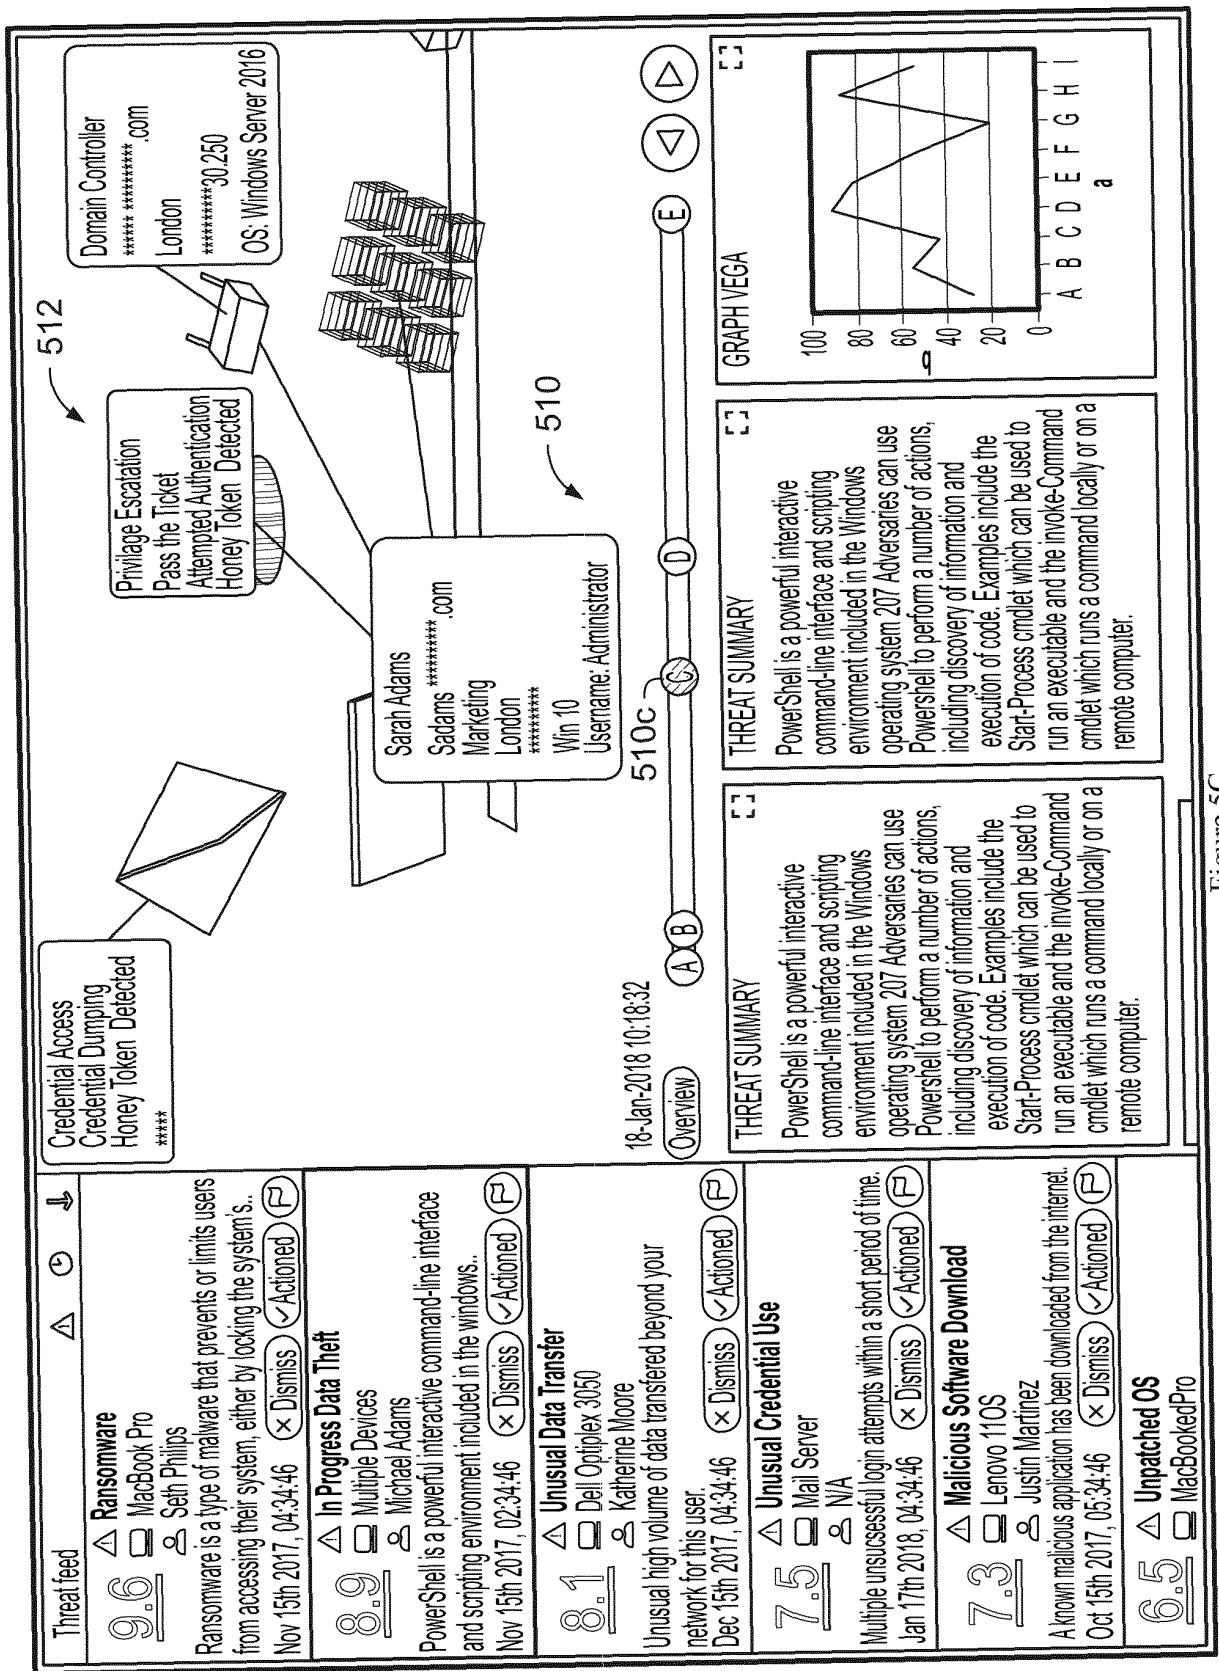 Threat feed
9.6
Ransomware
MacBook Pro
Seth Philips
Ransomware is a type of malware that prevents or limits users
from accessing their system, either by locking the system's..
Nov 15th 2017, 04:34:46
× Dismiss
✓Actioned
8.9
In Progress Data Theft
Multiple Devices
Michael Adams
PowerShell is a powerful interactive command-line interface
and scripting environment included in the windows..
Nov 15th 2017, 02:34:46
× Dismiss
✓Actioned
8.1
Unusual Data Transfer
Dell Optiplex 3050
Katherine Moore
Unusual high volume of data transferred beyond your
network for this user.
Dec 15th 2017, 04:34:46
× Dismiss
✓Actioned
7.5
Unusual Credential Use
Mail Server
N/A
Multiple unsuccessful login attempts within a short period of time.
Jan 17th 2018, 04:34:46
× Dismiss
✓Actioned
7.3
Malicious Software Download
Lenovo 110S
Justin Martinez
A known malicious application has been downloaded from the internet.
Oct 15th 2017, 05:34:46
× Dismiss
✓Actioned
6.5
Unpatched OS
MacBookedPro
Credential Access
Credential Dumping
Honey Token Detected
*****
Privilage Escatation
Pass the Ticket
Attempted Authentication
Honey Token Detected
512
Domain Controller
****** **********.com
London
**********30.250
OS: Windows Server 2016
Sarah Adams
Sadams **********.com
Marketing
London
**********
Win 10
Username: Administrator
510
510c
18-Jan-2018 10:18:32
Overview
A
B
C
D
E
THREAT SUMMARY
PowerShell is a powerful interactive
command-line interface and scripting
environment included in the Windows
operating system 207 Adversaries can use
Powershell to perform a number of actions,
including discovery of information and
execution of code. Examples include the
Start-Process cmdlet which can be used to
run an executable and the invoke-Command
cmdlet which runs a command locally or on a
remote computer.
THREAT SUMMARY
PowerShell is a powerful interactive
command-line interface and scripting
environment included in the Windows
operating system 207 Adversaries can use
Powershell to perform a number of actions,
including discovery of information and
execution of code. Examples include the
Start-Process cmdlet which can be used to
run an executable and the invoke-Command
cmdlet which runs a command locally or on a
remote computer.
GRAPH VEGA
100
80
60
40
20
0
A B C D E F G H I
a
Figure 5C